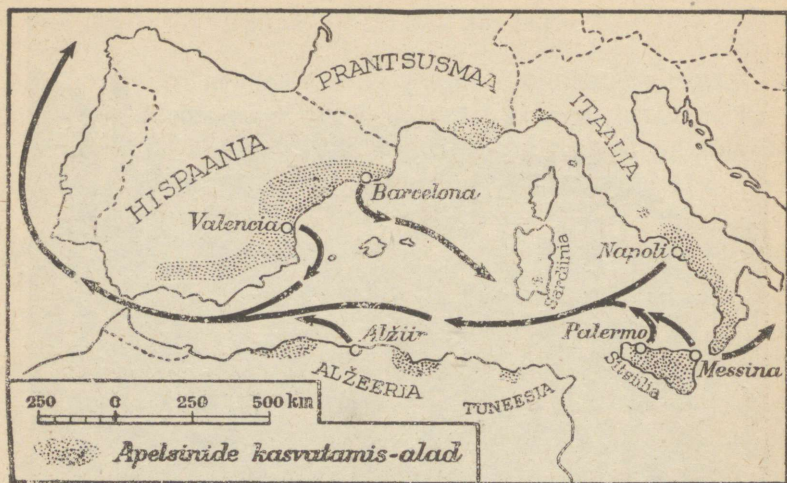 PRANTSUSMAA
ITAALIA
HISPAANIA
Barcelona
Valencia
Napoli
Sardiinia
Alžiir
Palermo
Sitsiilia
Messina
ALŽEERIA
TUNEESIA
250 0 250 500 km
Apelsinide kasvatamis-alad